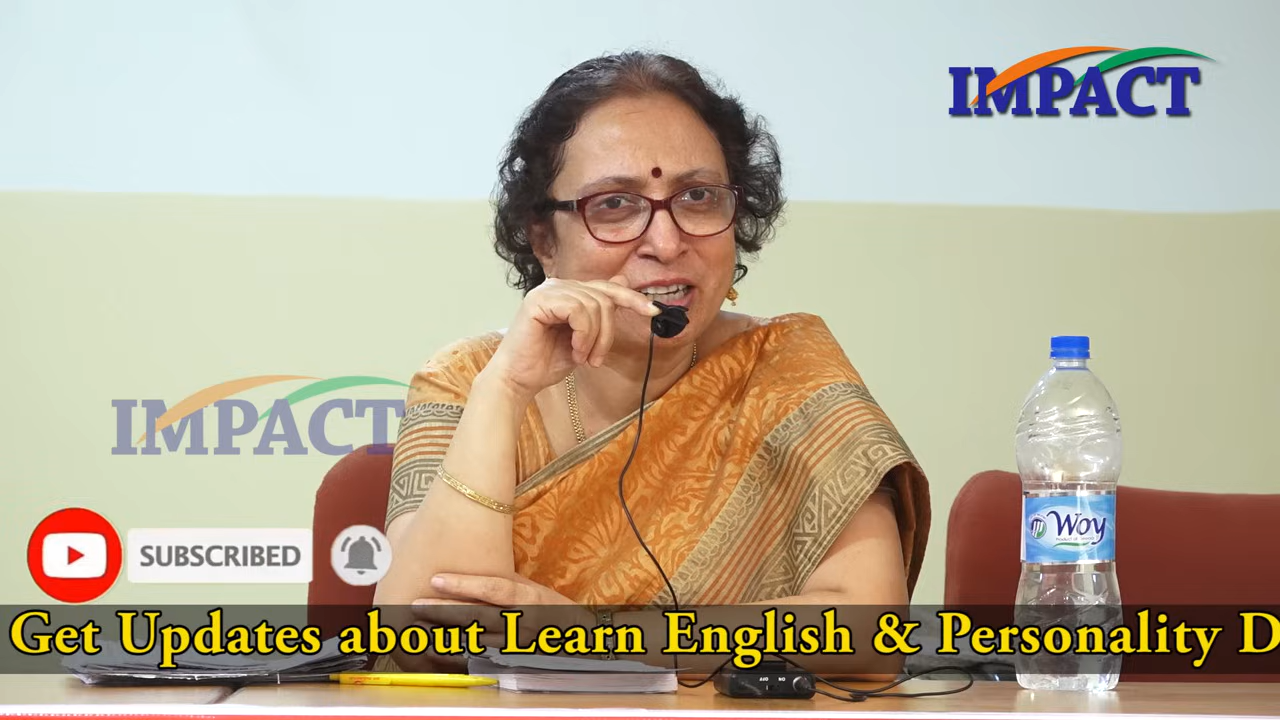 IMPACT
IMPACT
Woy
SUBSCRIBED
Get Updates about Learn English & Personality D